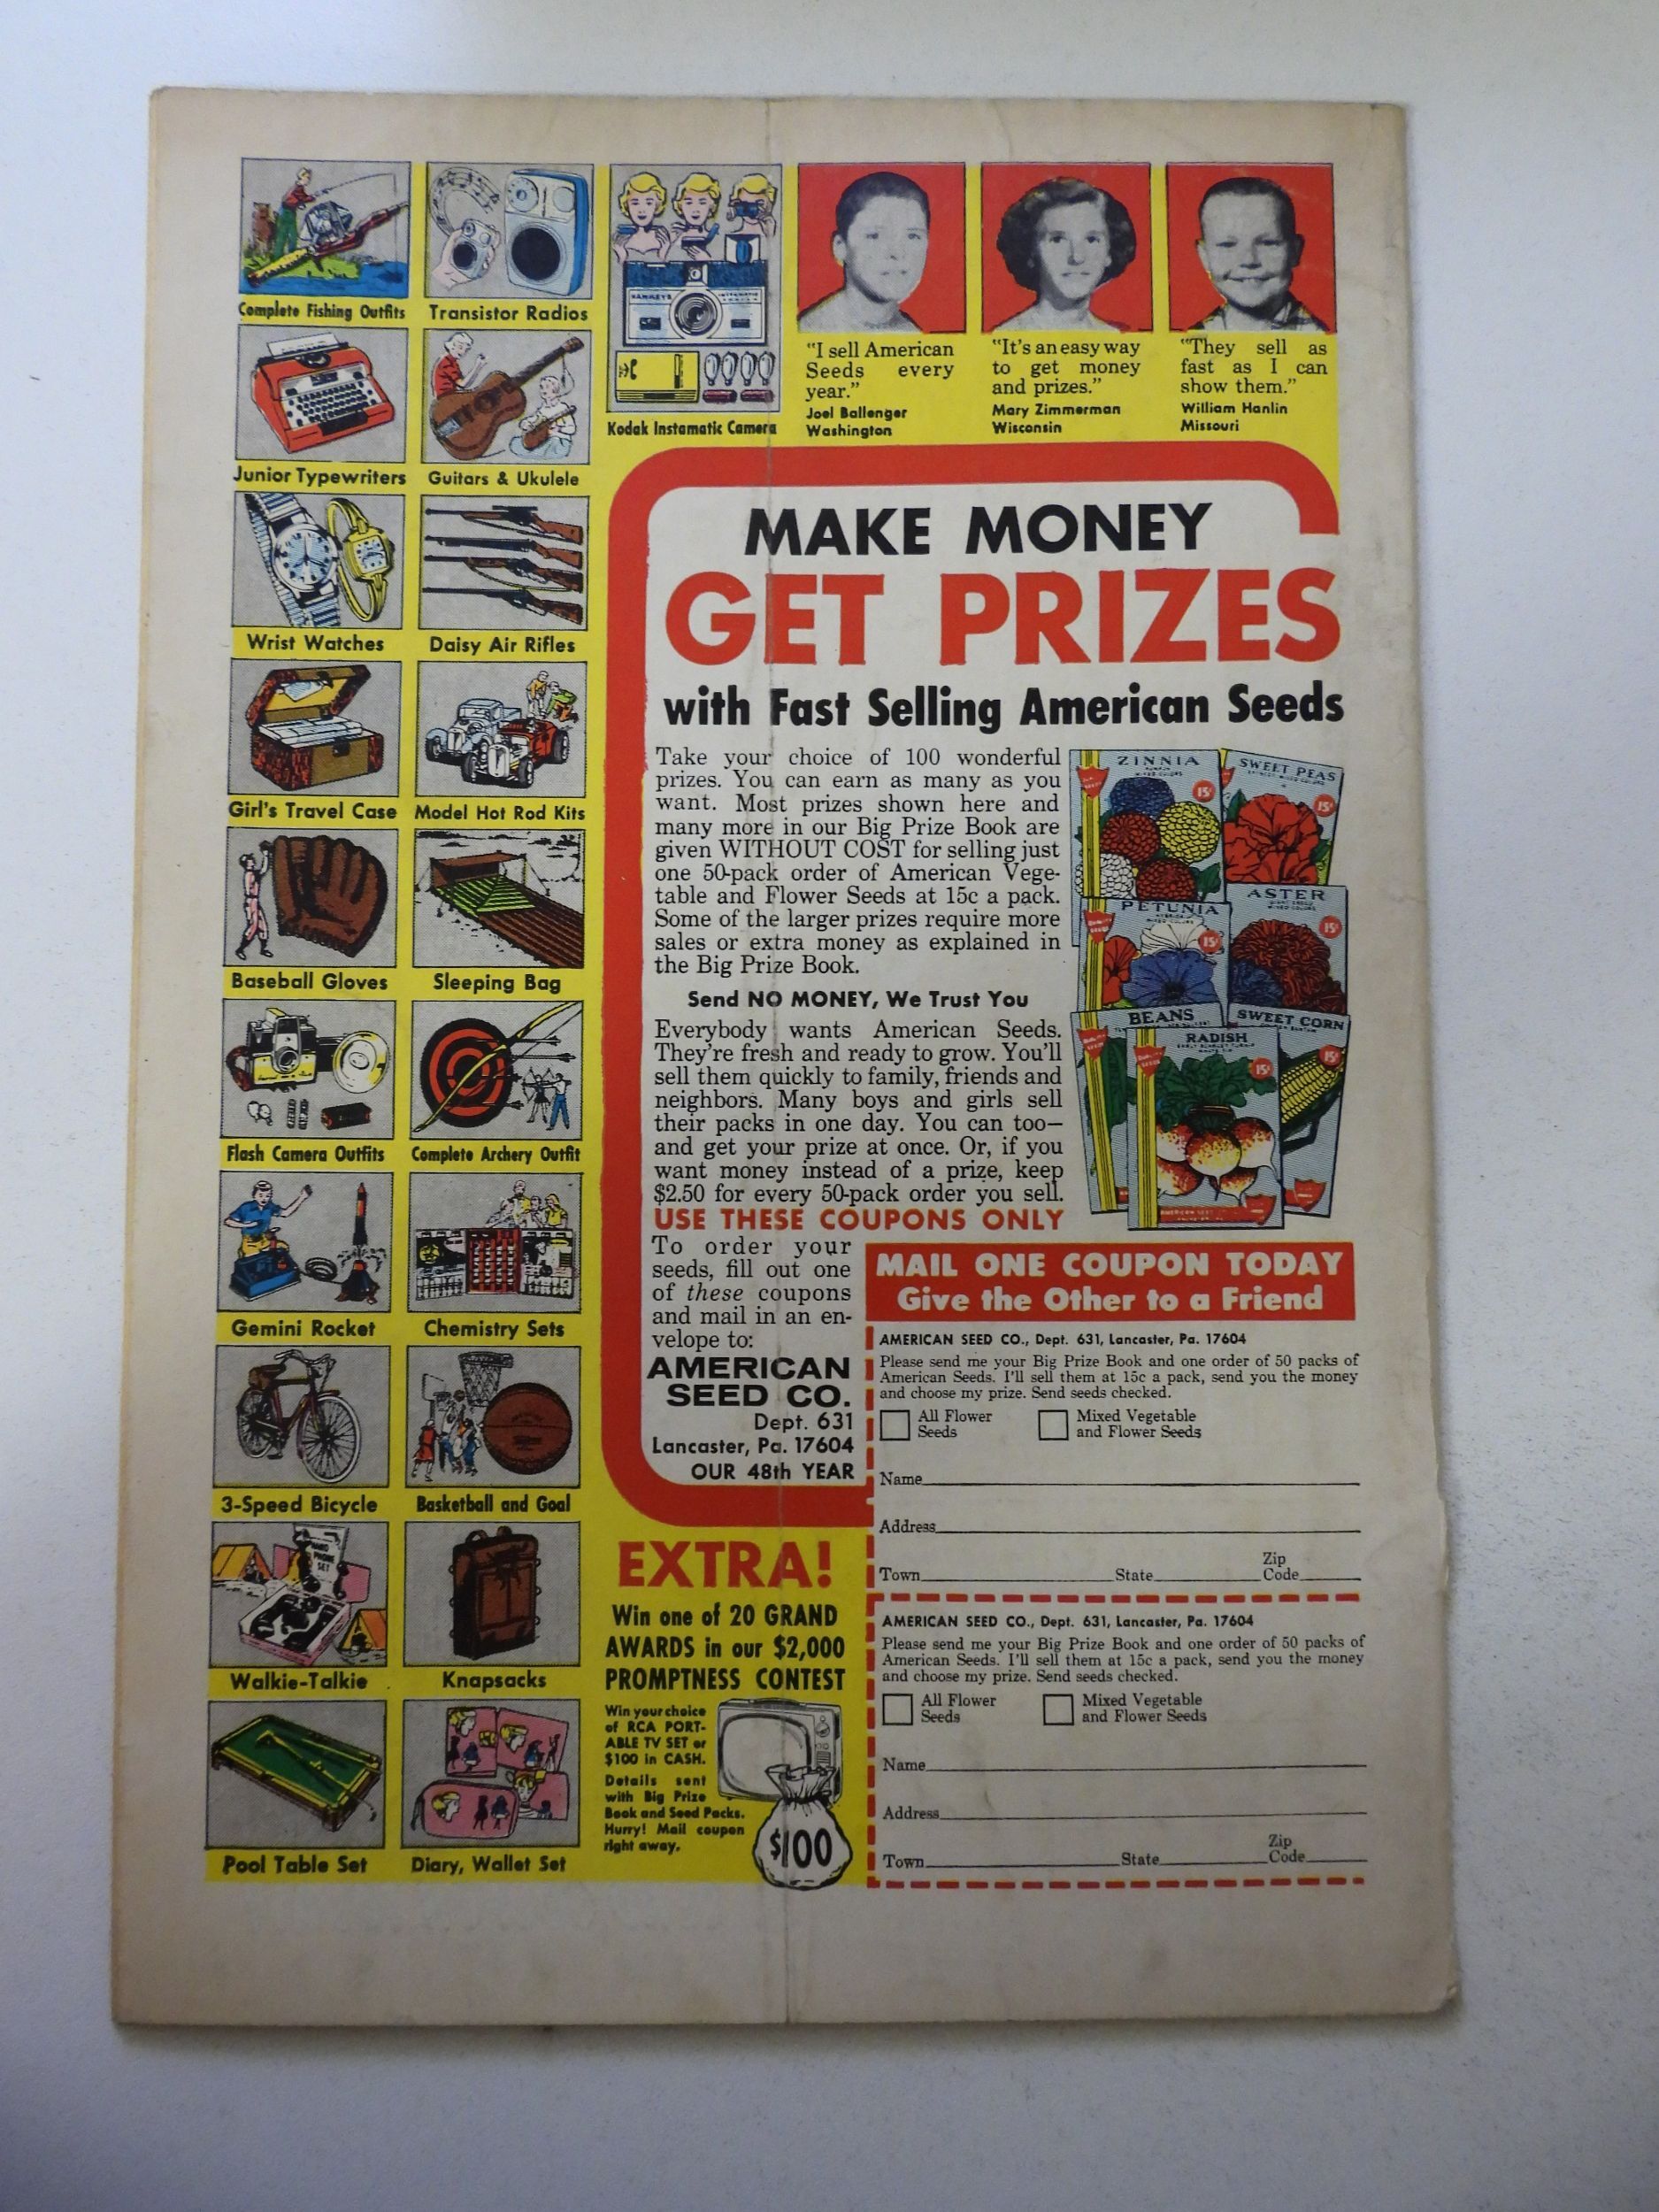 Complete Fishing Outfits
Transistor Radios
HAWKEYE INSTAMATIC
Kodak Instamatic Camera
Junior Typewriters
Guitars & Ukulele
Wrist Watches
Daisy Air Rifles
Girl's Travel Case
Model Hot Rod Kits
Baseball Gloves
Sleeping Bag
Flash Camera Outfits
Complete Archery Outfit
Gemini Rocket
Chemistry Sets
3-Speed Bicycle
Basketball and Goal
HAND
PHONE
SET
Walkie-Talkie
Knapsacks
Pool Table Set
Diary, Wallet Set
"I sell American
Seeds every
year."
Joel Ballenger
Washington
"It's an easy way
to get money
and prizes."
Mary Zimmerman
Wisconsin
"They sell as
fast as I can
show them."
William Hanlin
Missouri
MAKE MONEY
GET PRIZES
with Fast Selling American Seeds
Take your choice of 100 wonderful
prizes. You can earn as many as you
want. Most prizes shown here and
many more in our Big Prize Book are
given WITHOUT COST for selling just
one 50-pack order of American Vege-
table and Flower Seeds at 15c a pack.
Some of the larger prizes require more
sales or extra money as explained in
the Big Prize Book.
Send NO MONEY, We Trust You
Everybody wants American Seeds.
They're fresh and ready to grow. You'll
sell them quickly to family, friends and
neighbors. Many boys and girls sell
their packs in one day. You can too—
and get your prize at once. Or, if you
want money instead of a prize, keep
$2.50 for every 50-pack order you sell.
USE THESE COUPONS ONLY
To order your
seeds, fill out one
of these coupons
and mail in an en-
velope to:
AMERICAN
SEED CO.
Dept. 631
Lancaster, Pa. 17604
OUR 48th YEAR
ZINNIA
MIXED COLORS
15¢
SWEET PEAS
MIXED COLORS
15¢
PETUNIA
MIXED COLORS
15¢
ASTER
MIXED COLORS
15¢
BEANS
SWEET CORN
15¢
RADISH
15¢
MAIL ONE COUPON TODAY
Give the Other to a Friend
AMERICAN SEED CO., Dept. 631, Lancaster, Pa. 17604
Please send me your Big Prize Book and one order of 50 packs of
American Seeds. I'll sell them at 15c a pack, send you the money
and choose my prize. Send seeds checked.
All Flower
Seeds
Mixed Vegetable
and Flower Seeds
Name
Address
Town State Zip
Code
AMERICAN SEED CO., Dept. 631, Lancaster, Pa. 17604
Please send me your Big Prize Book and one order of 50 packs of
American Seeds. I'll sell them at 15c a pack, send you the money
and choose my prize. Send seeds checked.
All Flower
Seeds
Mixed Vegetable
and Flower Seeds
Name
Address
Town State Zip
Code
EXTRA!
Win one of 20 GRAND
AWARDS in our $2,000
PROMPTNESS CONTEST
Win your choice
of RCA PORT-
ABLE TV SET or
$100 in CASH.
Details sent
with Big Prize
Book and Seed Packs.
Hurry! Mail coupon
right away.
$100